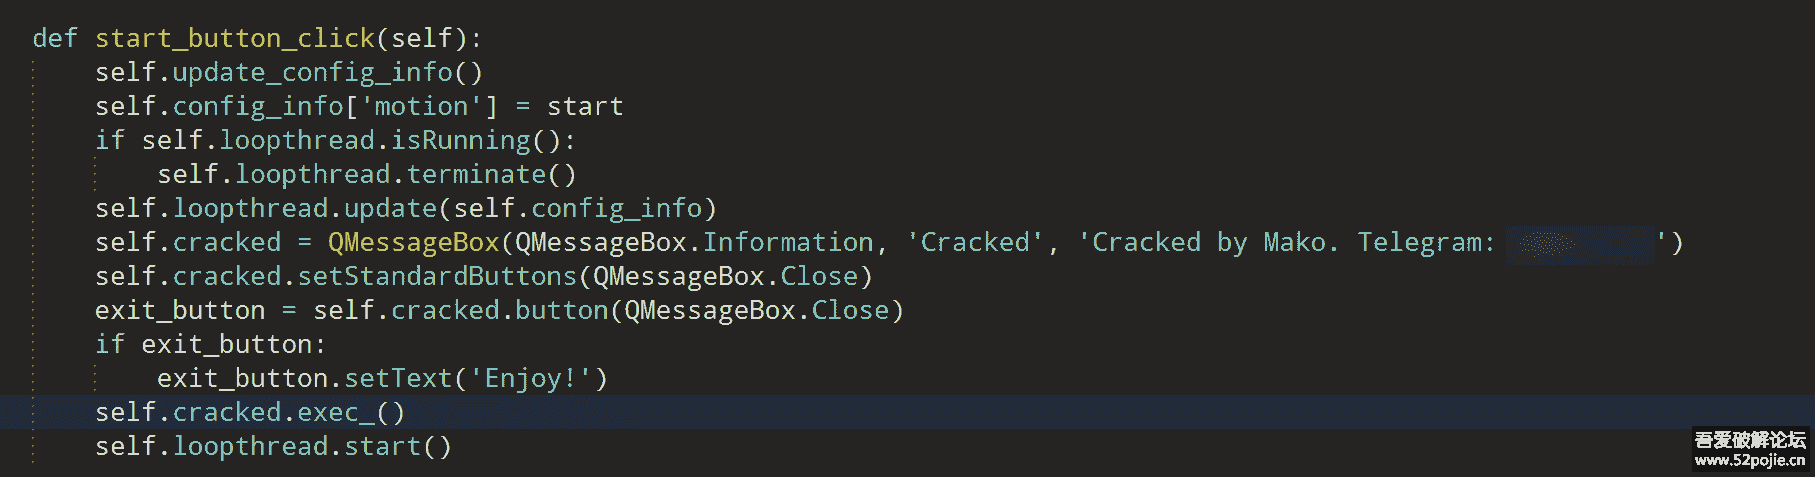 def start_button_click(self):
    self.update_config_info()
    self.config_info['motion'] = start
    if self.loopthread.isRunning():
        self.loopthread.terminate()
    self.loopthread.update(self.config_info)
    self.cracked = QMessageBox(QMessageBox.Information, 'Cracked', 'Cracked by Mako. Telegram: ')
    self.cracked.setStandardButtons(QMessageBox.Close)
    exit_button = self.cracked.button(QMessageBox.Close)
    if exit_button:
        exit_button.setText('Enjoy!')
    self.cracked.exec_()
    self.loopthread.start()
吾爱破解论坛
www.52pojie.cn